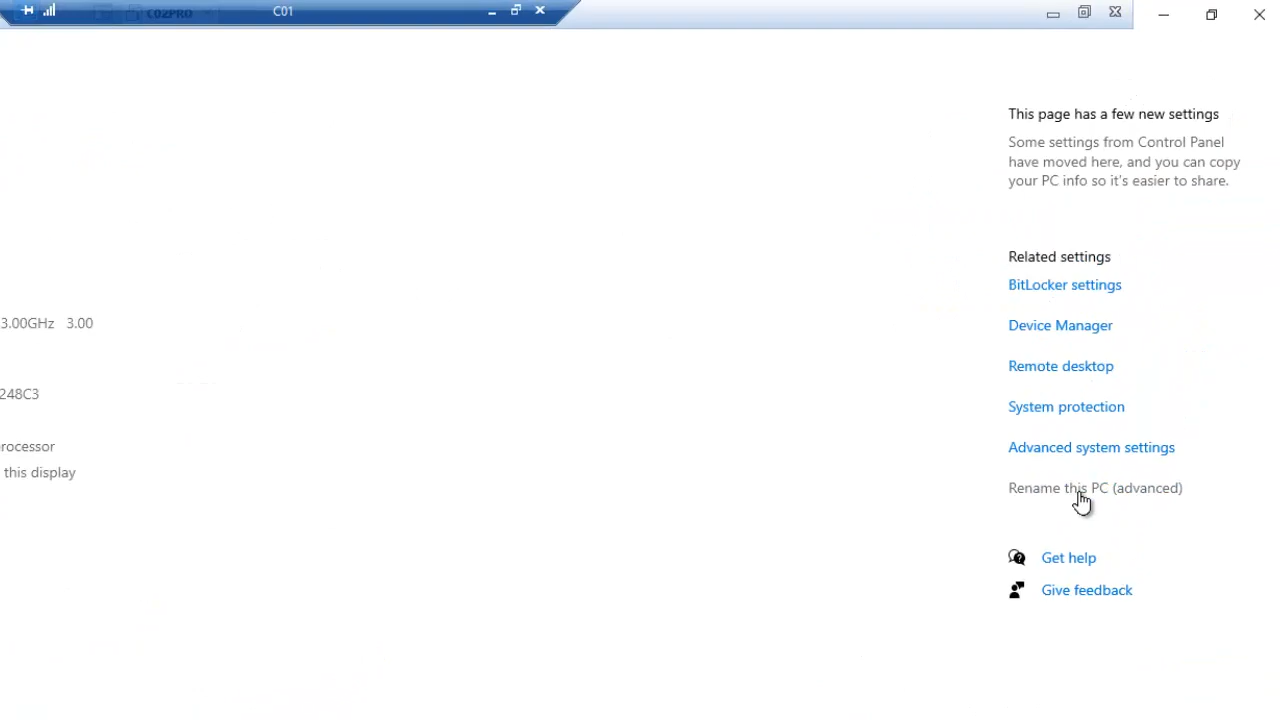 C02PRO
C01
This page has a few new settings
Some settings from Control Panel
have moved here, and you can copy
your PC info so it's easier to share.
Related settings
BitLocker settings
3.00GHz 3.00
Device Manager
Remote desktop
248C3
System protection
rocessor
Advanced system settings
this display
Rename this PC (advanced)
Get help
Give feedback